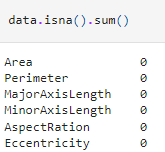 data.isna().sum()
Area 0
Perimeter 0
MajorAxisLength 0
MinorAxisLength 0
AspectRation 0
Eccentricity 0